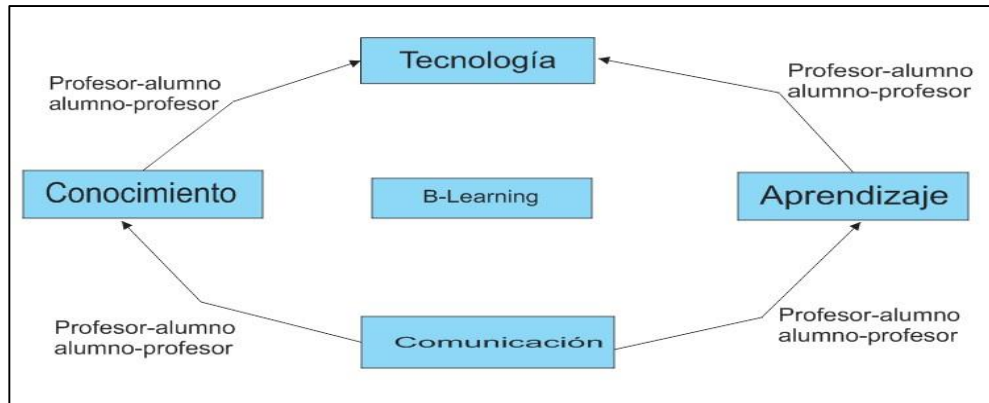 Tecnología
Profesor-alumno
alumno-profesor
Profesor-alumno
alumno-profesor
Conocimiento
B-Learning
Aprendizaje
Profesor-alumno
alumno-profesor
Comunicación
Profesor-alumno
alumno-profesor